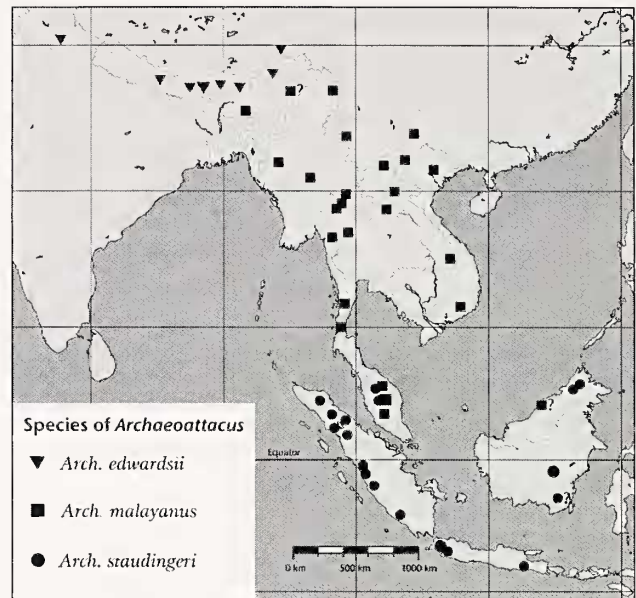 ?
?
Equator
?
Species of Archaeoattacus
Arch. edwardsii
Arch. malayanus
Arch. staudingeri
0 km 500 km 1000 km